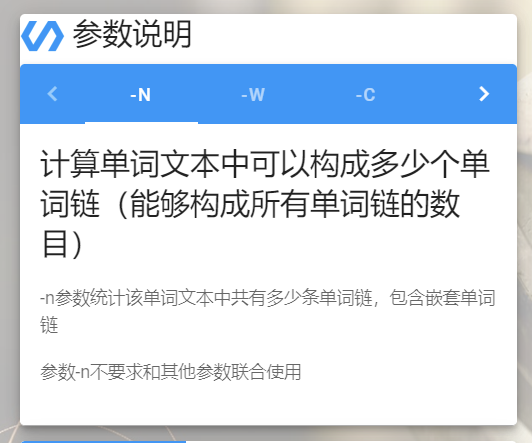 参数说明
-N -W -C
计算单词文本中可以构成多少个单
词链（能够构成所有单词链的数
目）
-n参数统计该单词文本中共有多少条单词链，包含嵌套单词
链
参数-n不要求和其他参数联合使用